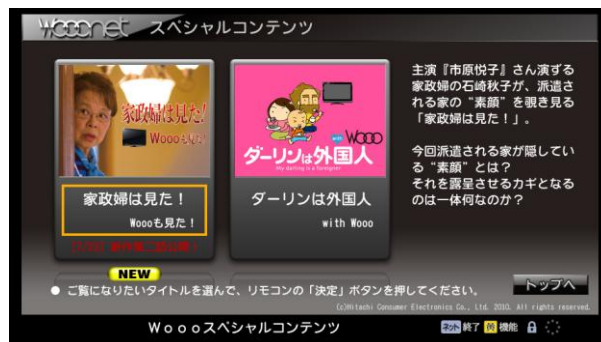 Wooonet スペシャルコンテンツ
家政婦は見た!
Woooも見た!
家政婦は見た!
Woooも見た!
with Wooo
ダーリンは外国人
My darling is a foreigner
ダーリンは外国人
with Wooo
主演『市原悦子』さん演ずる
家政婦の石崎秋子が、派遣さ
れる家の“素顔”を覗き見る
「家政婦は見た!」。
今回派遣される家が隠してい
る“素顔”とは?
それを露呈させるカギとなる
のは一体何なのか?
NEW
● ご覧になりたいタイトルを選んで、リモコンの「決定」ボタンを押してください。
トップへ
(c)Hitachi Consumer Electronics Co., Ltd. 2010. All rights reserved.
Woooスペシャルコンテンツ
ネット 終了 黄 機能